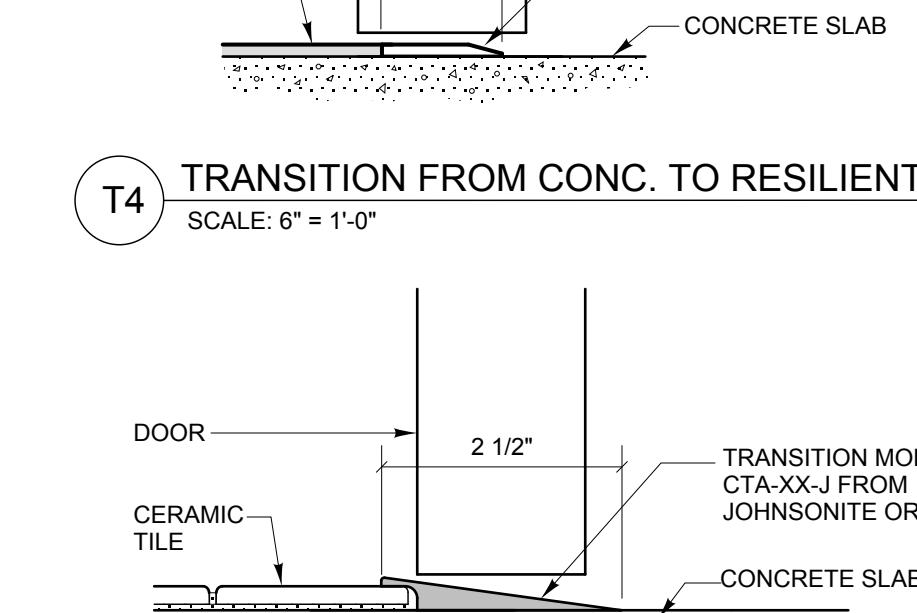 CONCRETE SLAB
T4
TRANSITION FROM CONC. TO RESILIENT
SCALE: 6" = 1'-0"
DOOR
2 1/2"
CERAMIC
TILE
TRANSITION
CTA-XX-J FROM
JOHNSONITE OR
CONCRETE SLAB